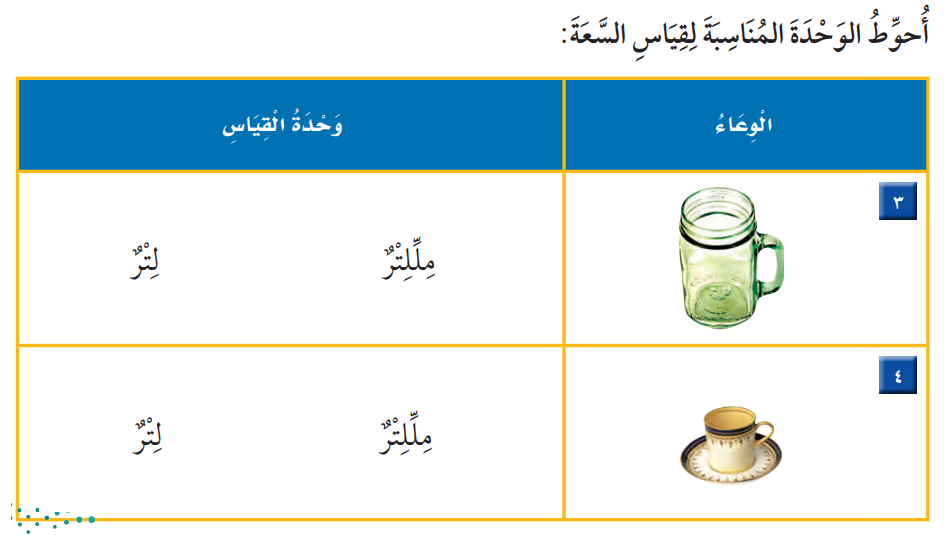 أُحوِّطُ الوَحْدَةَ المُنَاسِبَةَ لِقِيَاسِ السَّعَةَ:
الْوِعَاءُ وَحْدَةُ الْقِيَاسِ
٣ مِلِّلِتْرٌ لِتْرٌ
٤ مِلِّلِتْرٌ لِتْرٌ